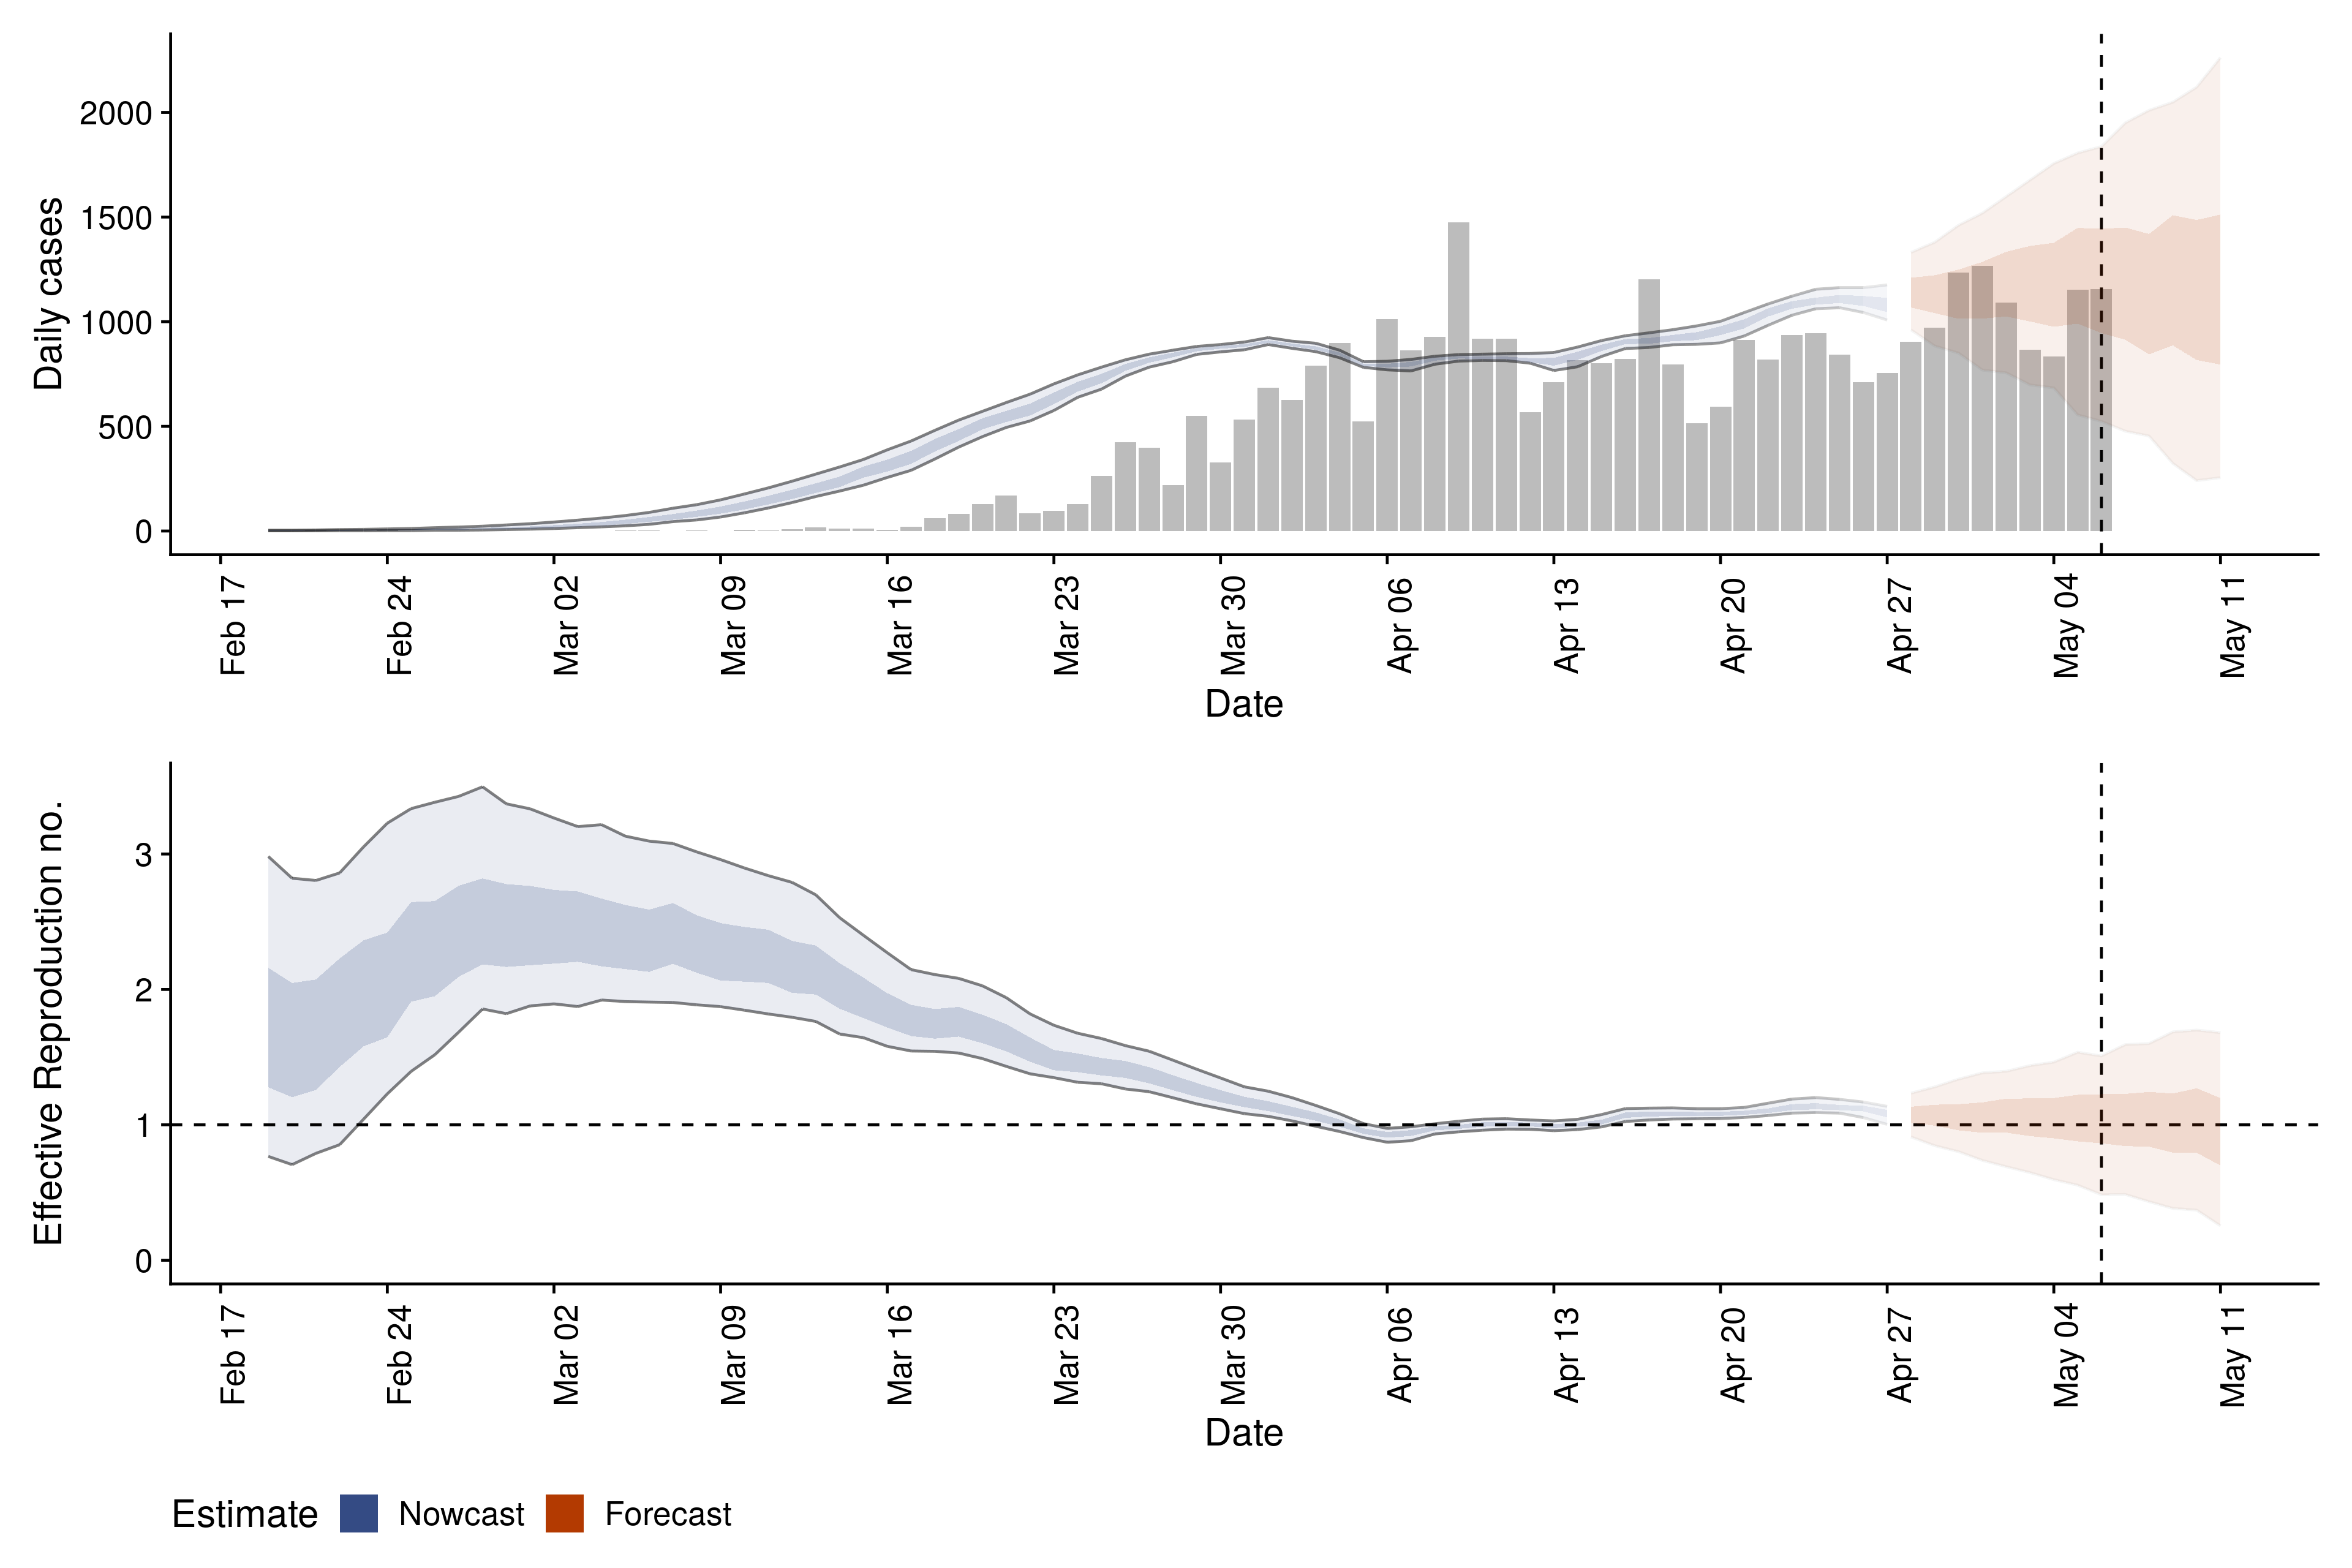 Daily cases
2000
1500
1000
500
0
Feb 17
Feb 24
Mar 02
Mar 09
Mar 16
Mar 23
Mar 30
Apr 06
Apr 13
Apr 20
Apr 27
May 04
May 11
Date
Effective Reproduction no.
3
2
1
0
Feb 17
Feb 24
Mar 02
Mar 09
Mar 16
Mar 23
Mar 30
Apr 06
Apr 13
Apr 20
Apr 27
May 04
May 11
Date
Estimate Nowcast Forecast